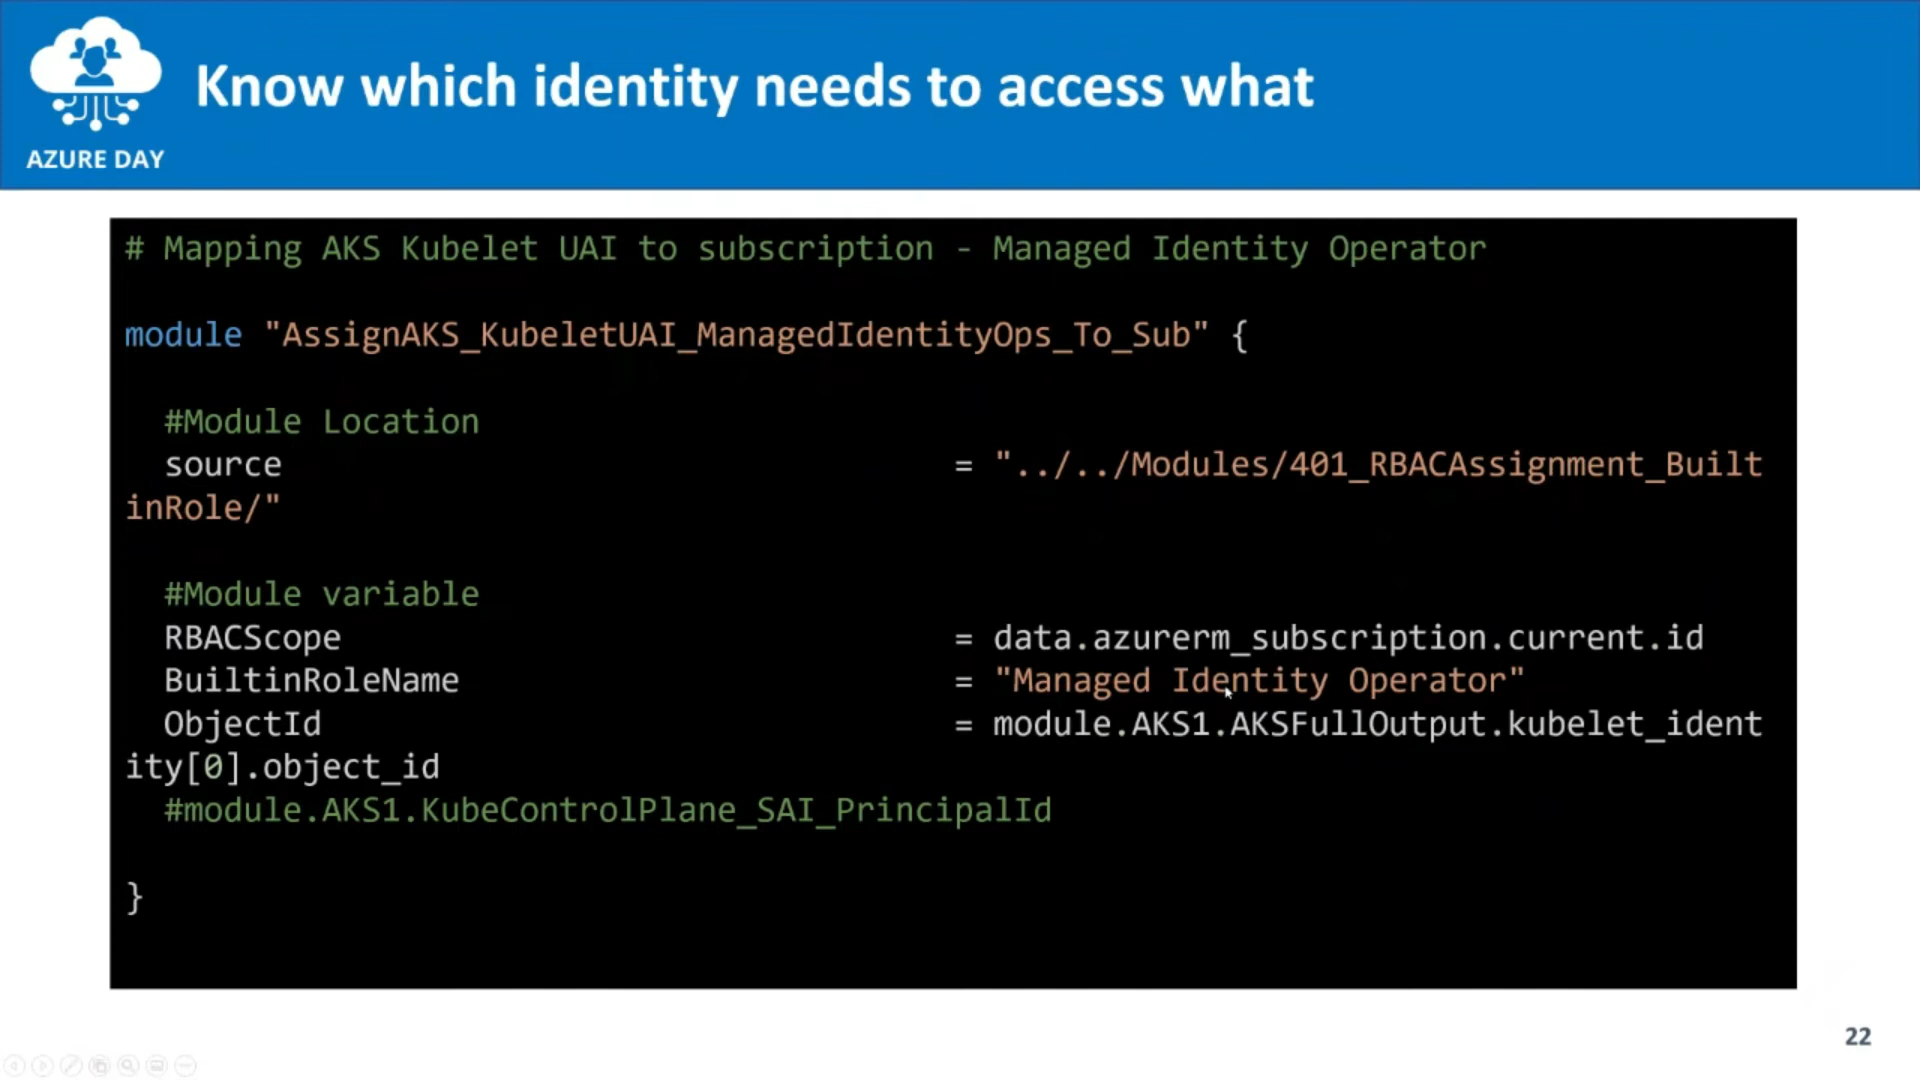 AZURE DAY
Know which identity needs to access what
# Mapping AKS Kubelet UAI to subscription - Managed Identity Operator
module "AssignAKS_KubeletUAI_ManagedIdentityOps_To_Sub" {
#Module Location
source = "../../Modules/401_RBACAssignment_Built
inRole/"
#Module variable
RBACScope = data.azurerm_subscription.current.id
BuiltinRoleName = "Managed Identity Operator"
ObjectId = module.AKS1.AKSFullOutput.kubelet_ident
ity[0].object_id
#module.AKS1.KubeControlPlane_SAI_PrincipalId
}
22